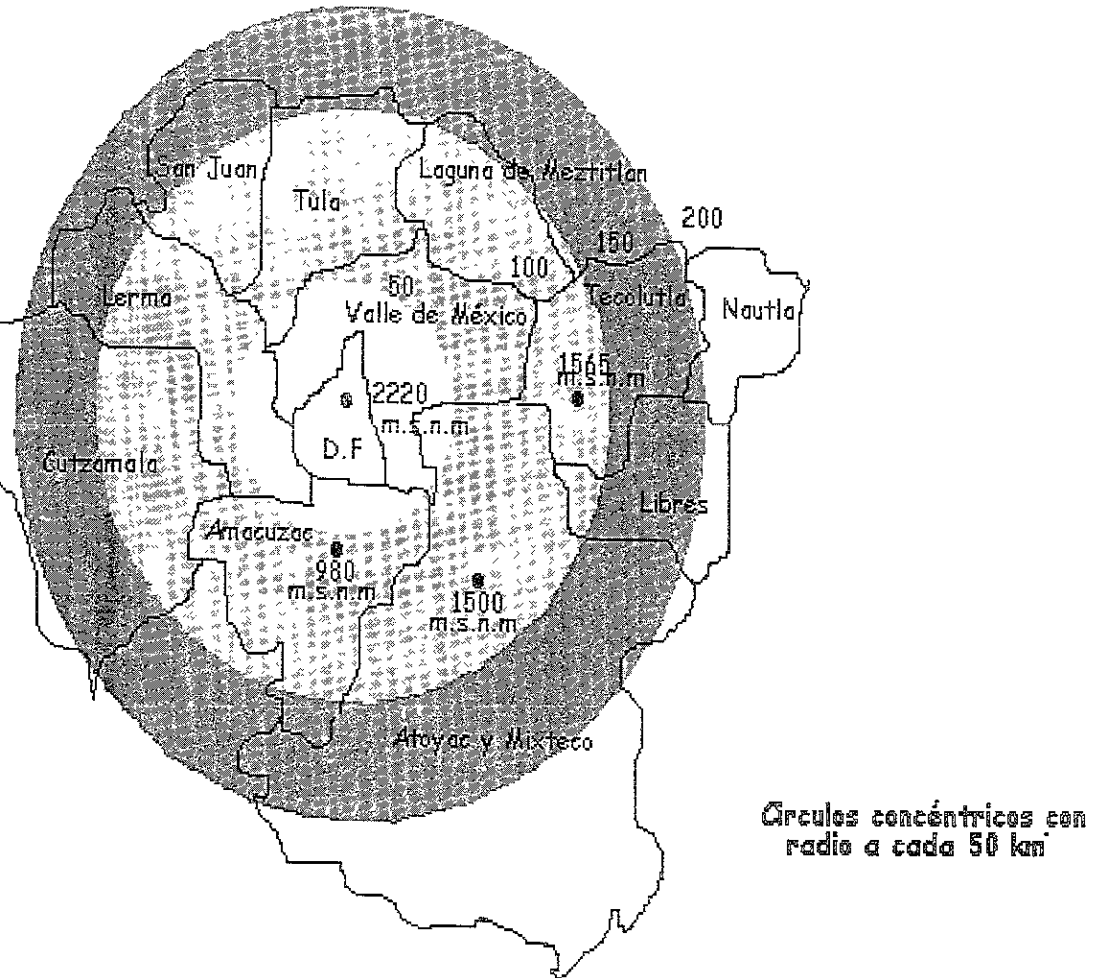 San Juan
Laguna de Meztitlan
Tula
200
150
100
50
Lerma
Tecolutla
Valle de México
Nautla
1565
m.s.n.m
2220
m.s.n.m
D.F
Cutzamala
Libres
Amacuzac
980
m.s.n.m
1500
m.s.n.m
Atoyac y Mixteco
Círculos concéntricos con
radio a cada 50 km